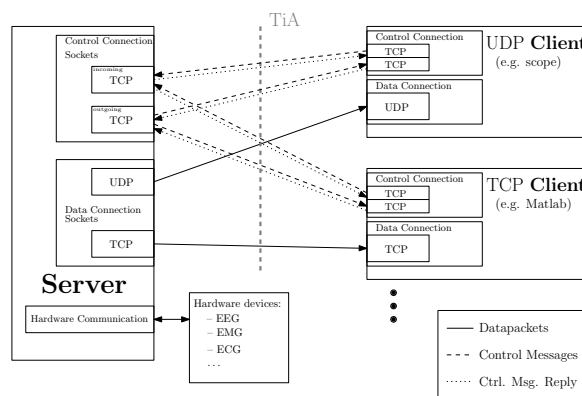 TiA
Control Connection
Sockets
incoming
TCP
outgoing
TCP
UDP
Data Connection
Sockets
TCP
Server
Hardware Communication
Hardware devices:
– EEG
– EMG
– ECG
...
Control Connection
TCP
TCP
Data Connection
UDP
UDP Client
(e.g. scope)
Control Connection
TCP
TCP
Data Connection
TCP
TCP Client
(e.g. Matlab)
Datapackets
Control Messages
Ctrl. Msg. Reply